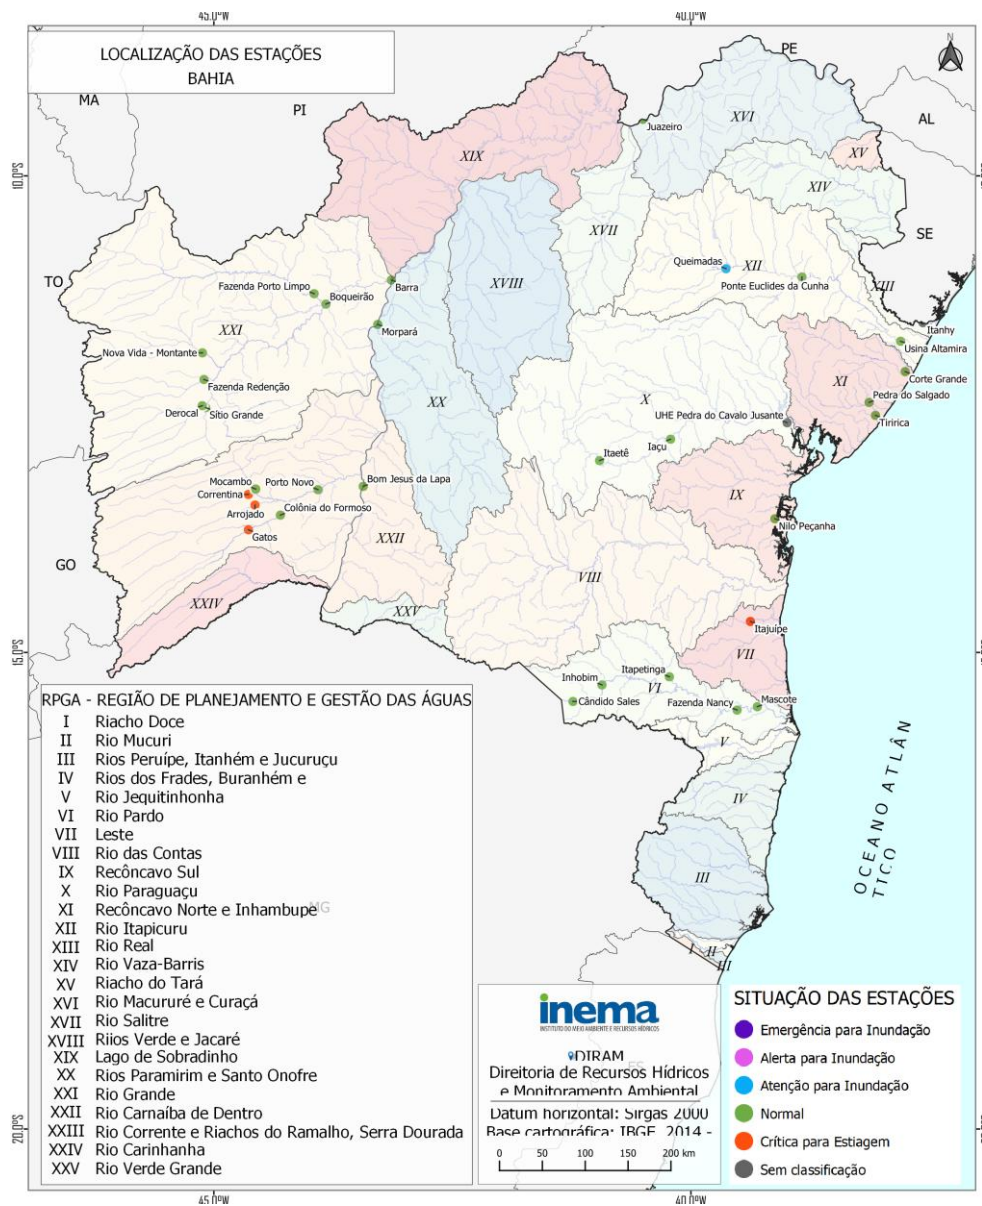 45.0°W
40.0°W
LOCALIZAÇÃO DAS ESTAÇÕES
BAHIA
N
PE
MA
PI
AL
XVI
Juazeiro
XIX
XV
10.0°S
XIV
XVII
SE
Queimadas
XII
TO
XVIII
Fazenda Porto Limpo
Barra
Ponte Euclides da Cunha
XIII
Boqueirão
XXI
Morpará
Itanhy
Usina Altamira
Nova Vida - Montante
Corte Grande
Fazenda Redenção
XI
XX
X
Pedra do Salgado
Derocal
Sítio Grande
UHE Pedra do Cavalo Jusante
Tiririca
Iaçu
Itaetê
Mocambo
Porto Novo
Bom Jesus da Lapa
Correntina
IX
Arrojado
Colônia do Formoso
Nilo Peçanha
Gatos
XXII
GO
VIII
XXIV
XXV
Itajuípe
15.0°S
VII
Itapetinga
Inhobim
VI
Cândido Sales
Fazenda Nancy
Mascote
V
IV
III
I
II
III
OCEANO ATLÂN
TICO
RPGA - REGIÃO DE PLANEJAMENTO E GESTÃO DAS ÁGUAS
I Riacho Doce
II Rio Mucuri
III Rios Peruípe, Itanhém e Jucuruçu
IV Rios dos Frades, Buranhém e
V Rio Jequitinhonha
VI Rio Pardo
VII Leste
VIII Rio das Contas
IX Recôncavo Sul
X Rio Paraguaçu
XI Recôncavo Norte e Inhambupe
MG
XII Rio Itapicuru
XIII Rio Real
XIV Rio Vaza-Barris
XV Riacho do Tará
XVI Rio Macururé e Curaçá
XVII Rio Salitre
XVIII Riios Verde e Jacaré
XIX Lago de Sobradinho
XX Rios Paramirim e Santo Onofre
XXI Rio Grande
XXII Rio Carnaíba de Dentro
XXIII Rio Corrente e Riachos do Ramalho, Serra Dourada
XXIV Rio Carinhanha
XXV Rio Verde Grande
inema
INSTITUTO DO MEIO AMBIENTE E RECURSOS HÍDRICOS
ES
DIRAM
Direitoria de Recursos Hídricos
e Monitoramento Ambiental
Datum horizontal: Sirgas 2000
Base cartográfica: IBGE, 2014 -
0 50 100 150 200 km
SITUAÇÃO DAS ESTAÇÕES
Emergência para Inundação
Alerta para Inundação
Atenção para Inundação
Normal
Crítica para Estiagem
Sem classificação
20.0°S
45.0°W
40.0°W